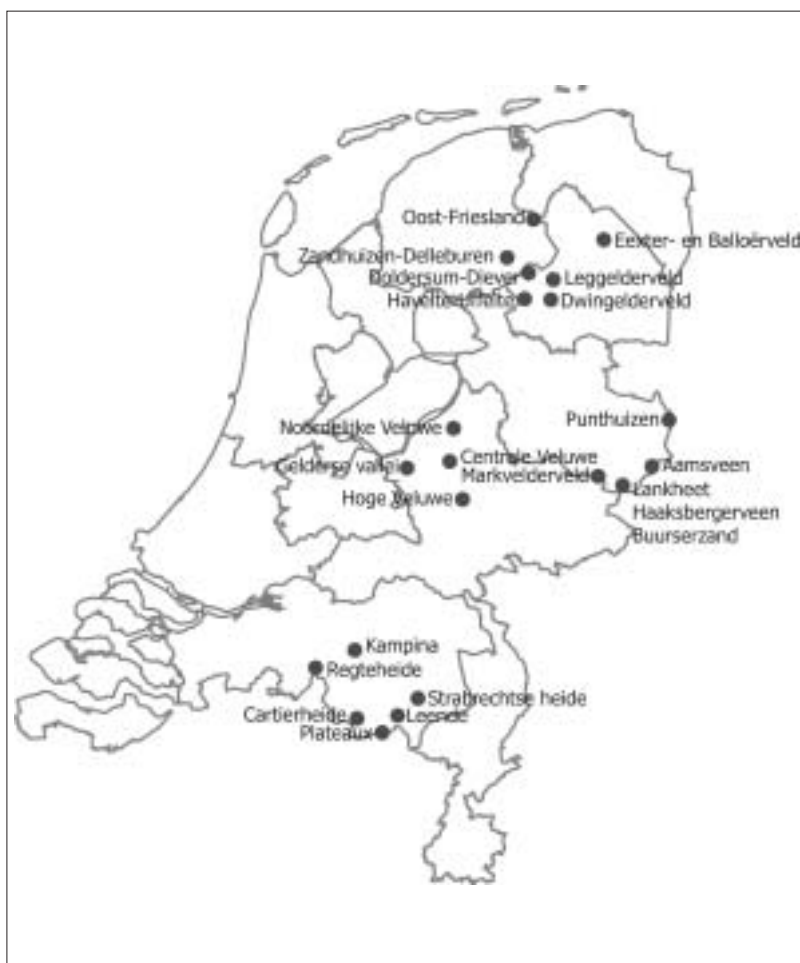 Oost-Friesland
Eexter- en Balloërveld
Zandhuizen-Delleburen
Doldersum-Diever
Leggelderveld
Havelte-
Dwingelderveld
Punthuizen
Noordelijke Veluwe
Centrale Veluwe
Gelderse vallei
Aamsveen
Markvelderveld
Lankheet
Hoge Veluwe
Haaksbergerveen
Buurserzand
Kampina
Regteheide
Strabrechtse heide
Cartierheide
Leende
Plateaux